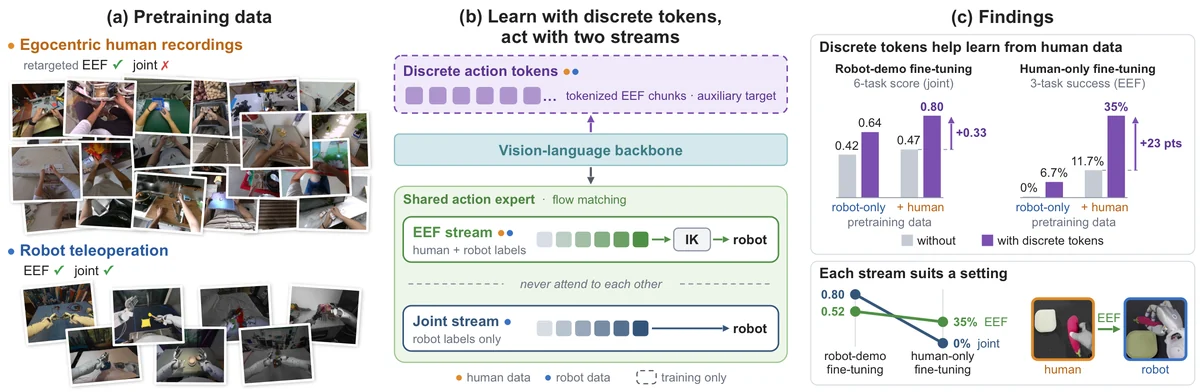 (a) Pretraining data
• Egocentric human recordings
retargeted EEF ✓ joint ✗
• Robot teleoperation
EEF ✓ joint ✓
(b) Learn with discrete tokens,
act with two streams
Discrete action tokens
... tokenized EEF chunks · auxiliary target
Vision-language backbone
Shared action expert · flow matching
EEF stream
human + robot labels
IK
robot
never attend to each other
Joint stream
robot labels only
robot
human data
robot data
training only
(c) Findings
Discrete tokens help learn from human data
Robot-demo fine-tuning
6-task score (joint)
0.42
0.64
0.47
0.80
+0.33
robot-only
+ human
pretraining data
Human-only fine-tuning
3-task success (EEF)
0%
6.7%
11.7%
35%
+23 pts
robot-only
+ human
pretraining data
without
with discrete tokens
Each stream suits a setting
0.80
0.52
35% EEF
0% joint
robot-demo
fine-tuning
human-only
fine-tuning
EEF
human
robot